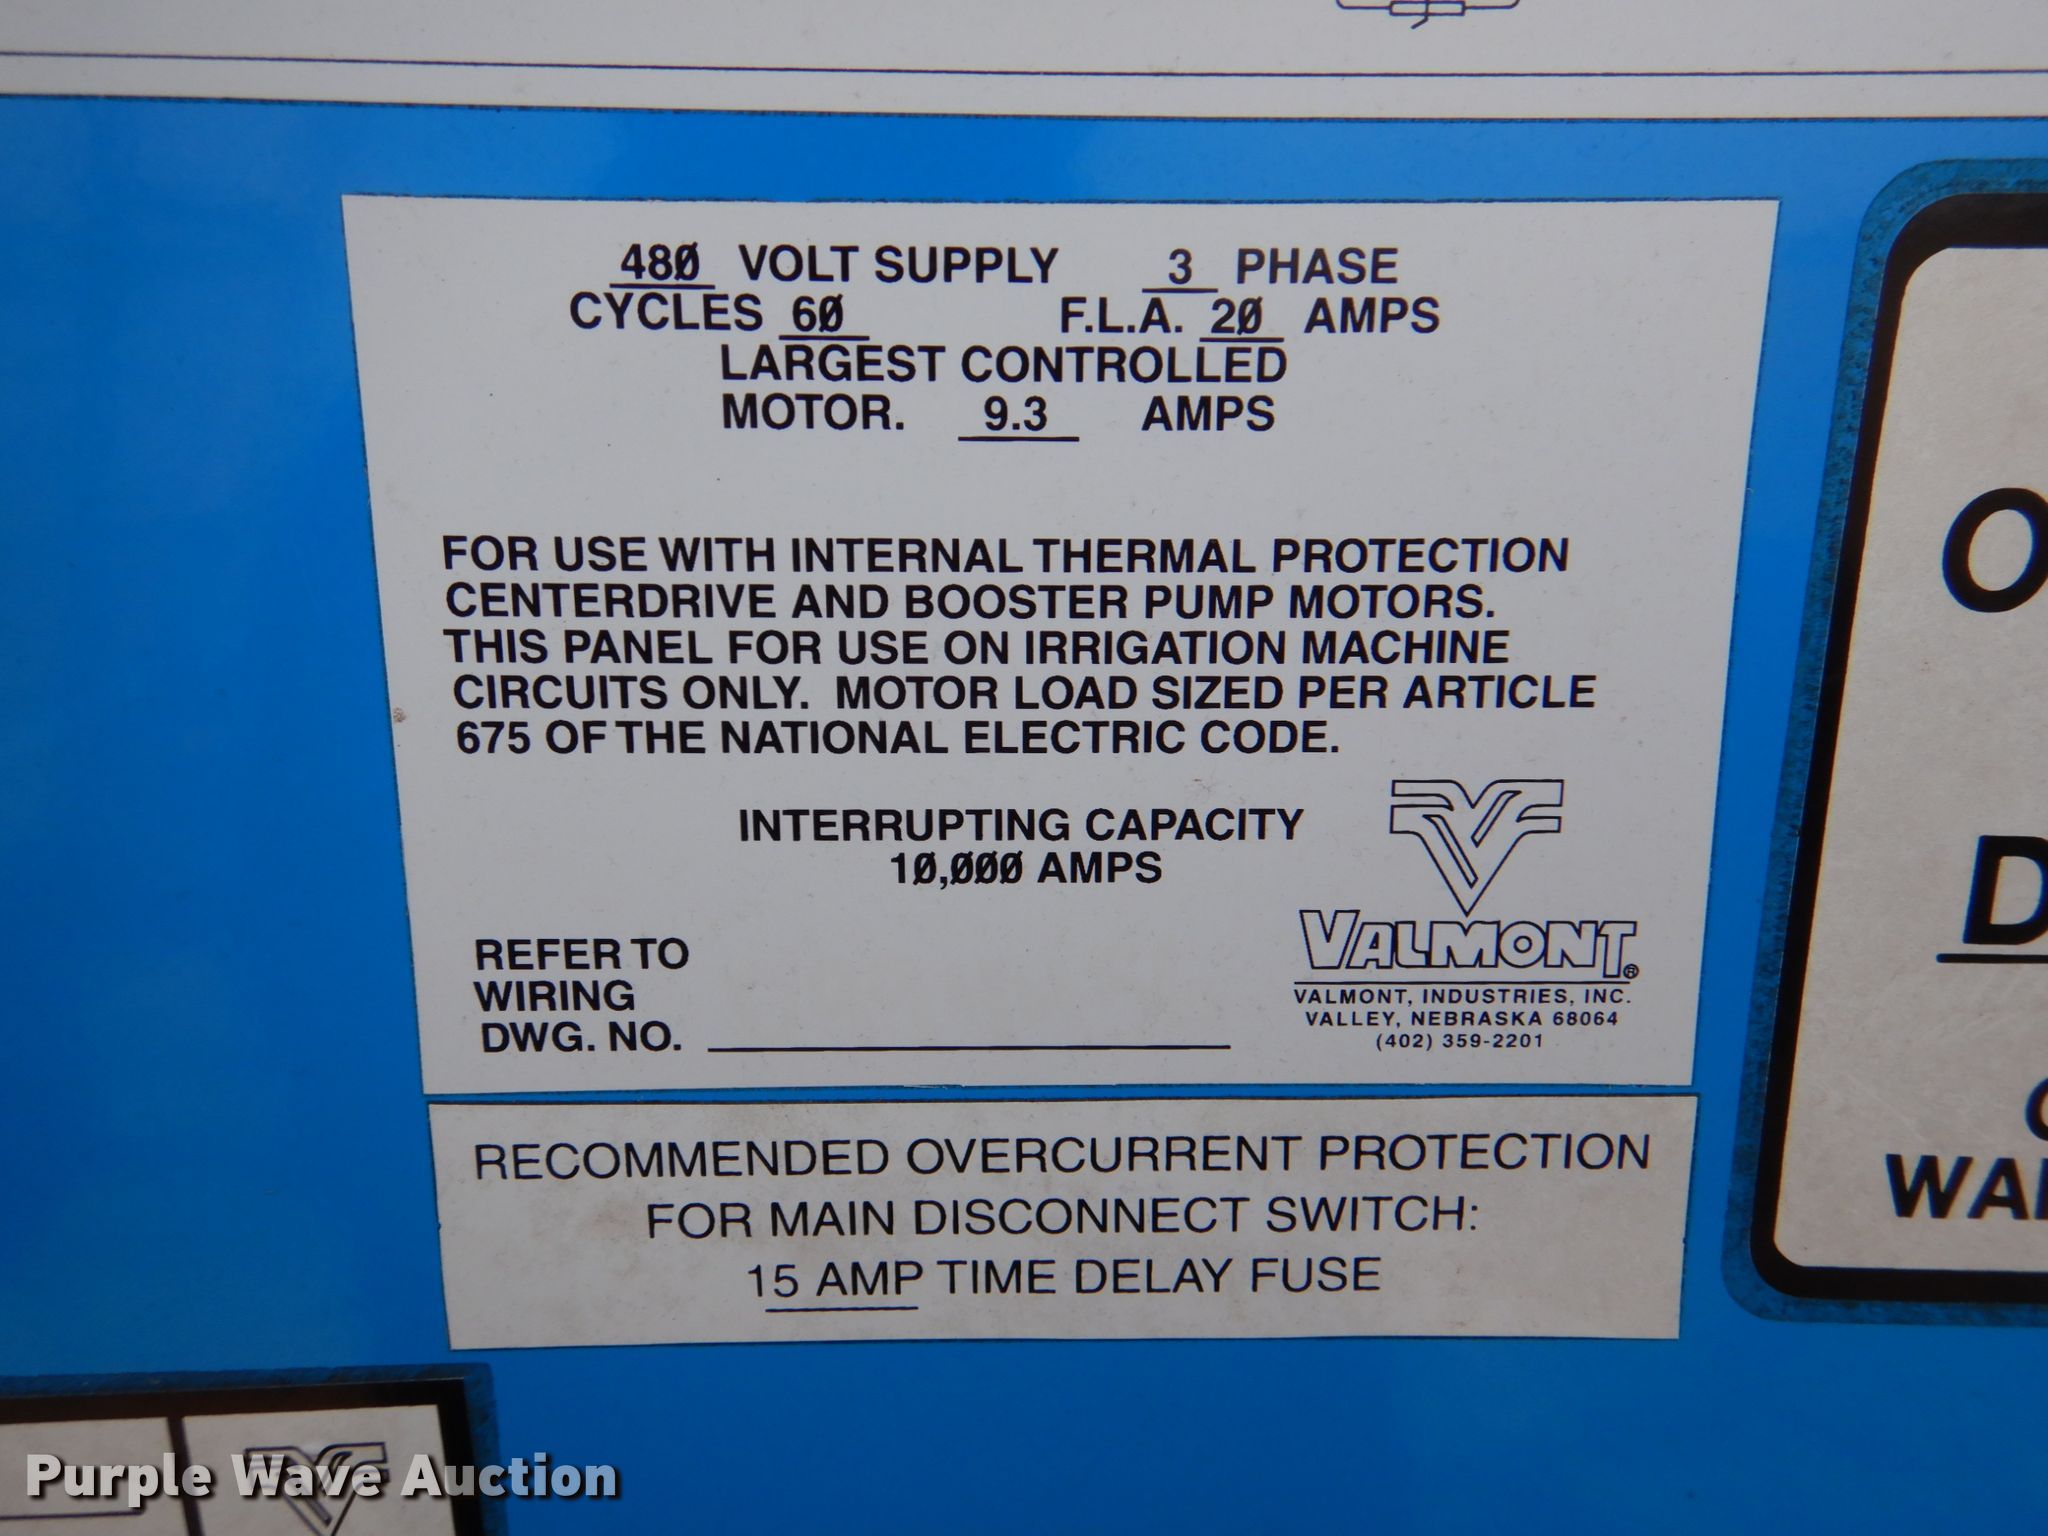 480 VOLT SUPPLY 3 PHASE
CYCLES 60 F.L.A. 20 AMPS
LARGEST CONTROLLED
MOTOR. 9.3 AMPS
FOR USE WITH INTERNAL THERMAL PROTECTION
CENTERDRIVE AND BOOSTER PUMP MOTORS.
THIS PANEL FOR USE ON IRRIGATION MACHINE
CIRCUITS ONLY. MOTOR LOAD SIZED PER ARTICLE
675 OF THE NATIONAL ELECTRIC CODE.
INTERRUPTING CAPACITY
10,000 AMPS
REFER TO
WIRING
DWG. NO.
VALMONT®
VALMONT, INDUSTRIES, INC.
VALLEY, NEBRASKA 68064
(402) 359-2201
RECOMMENDED OVERCURRENT PROTECTION
FOR MAIN DISCONNECT SWITCH:
15 AMP TIME DELAY FUSE
Purple Wave Auction